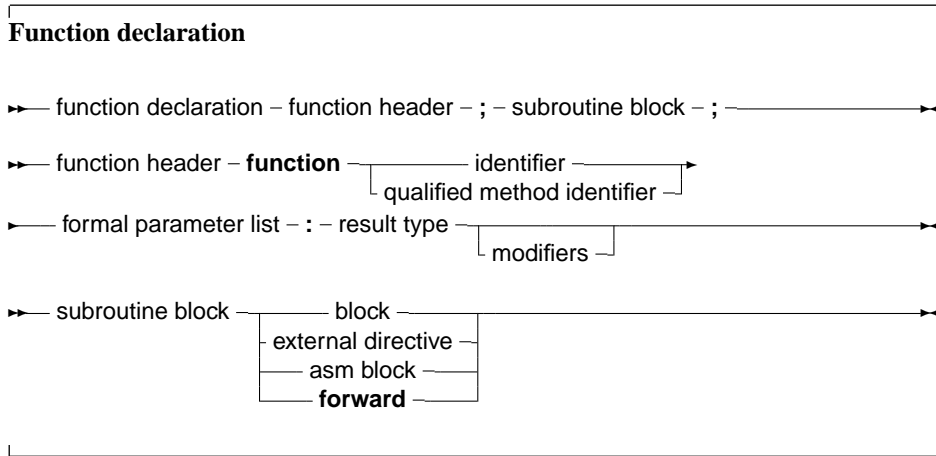 Function declaration
function declaration – function header – ; – subroutine block – ;
function header – function identifier
qualified method identifier
formal parameter list – : – result type
modifiers
subroutine block block
external directive
asm block
forward